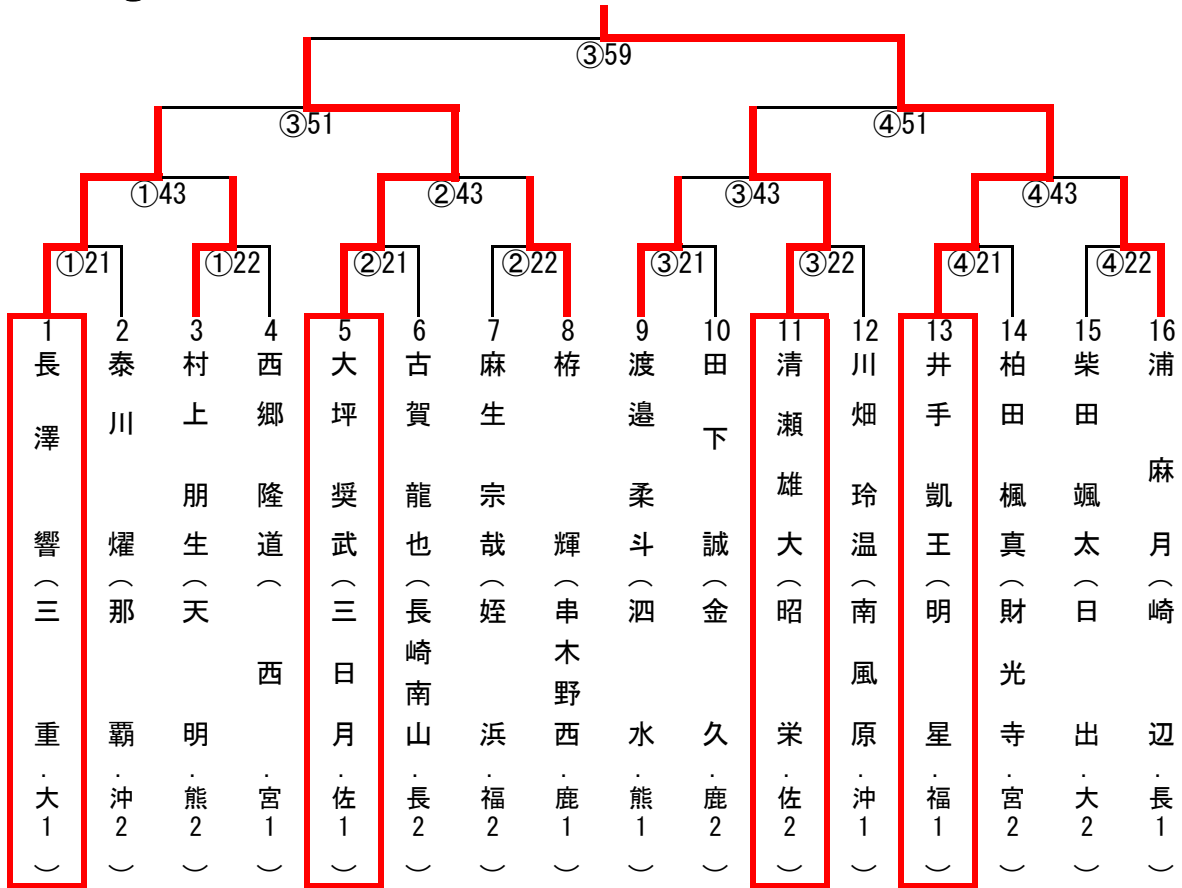 ③59
③51
④51
①43
②43
③43
④43
①21
①22
②21
②22
③21
③22
④21
④22
1 長澤 響（三重．大1）
2 泰川 燿（那覇．沖2）
3 村上 朋生（天明．熊2）
4 西郷 隆道（西．宮1）
5 大坪 奨武（三日月．佐1）
6 古賀 龍也（長崎南山．長2）
7 麻生 宗哉（姪浜．福2）
8 栫 輝（串木野西．鹿1）
9 渡邉 柔斗（泗水．熊1）
10 田下 誠（金久．鹿2）
11 清瀬 雄大（昭栄．佐2）
12 川畑 玲温（南風原．沖1）
13 井手 凱王（明星．福1）
14 柏田 楓真（財光寺．宮2）
15 柴田 颯太（日出．大2）
16 浦 麻月（崎辺．長1）